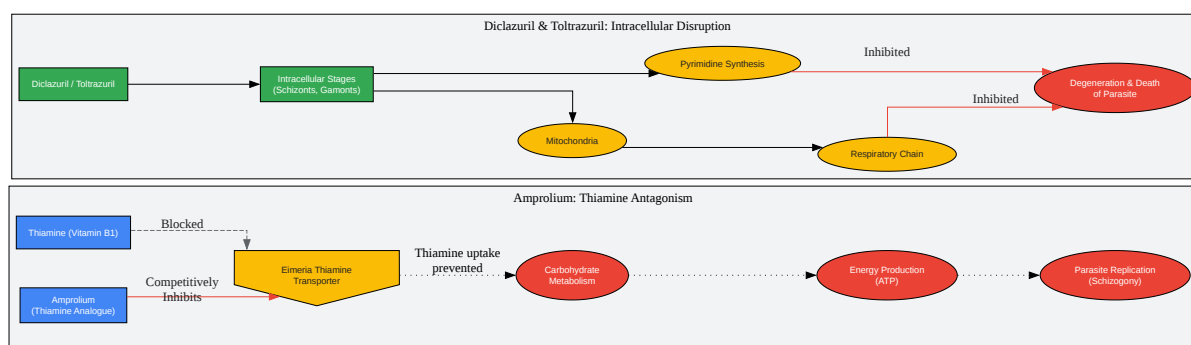 Diclazuril & Toltrazuril: Intracellular Disruption
Diclazuril / Toltrazuril
Intracellular Stages
(Schizonts, Gamonts)
Pyrimidine Synthesis
Inhibited
Degeneration & Death
of Parasite
Mitochondria
Respiratory Chain
Inhibited
Amprolium: Thiamine Antagonism
Thiamine (Vitamin B1)
Blocked
Amprolium
(Thiamine Analogue)
Competitively
Inhibits
Eimeria Thiamine
Transporter
Thiamine uptake
prevented
Carbohydrate
Metabolism
Energy Production
(ATP)
Parasite Replication
(Schizogony)